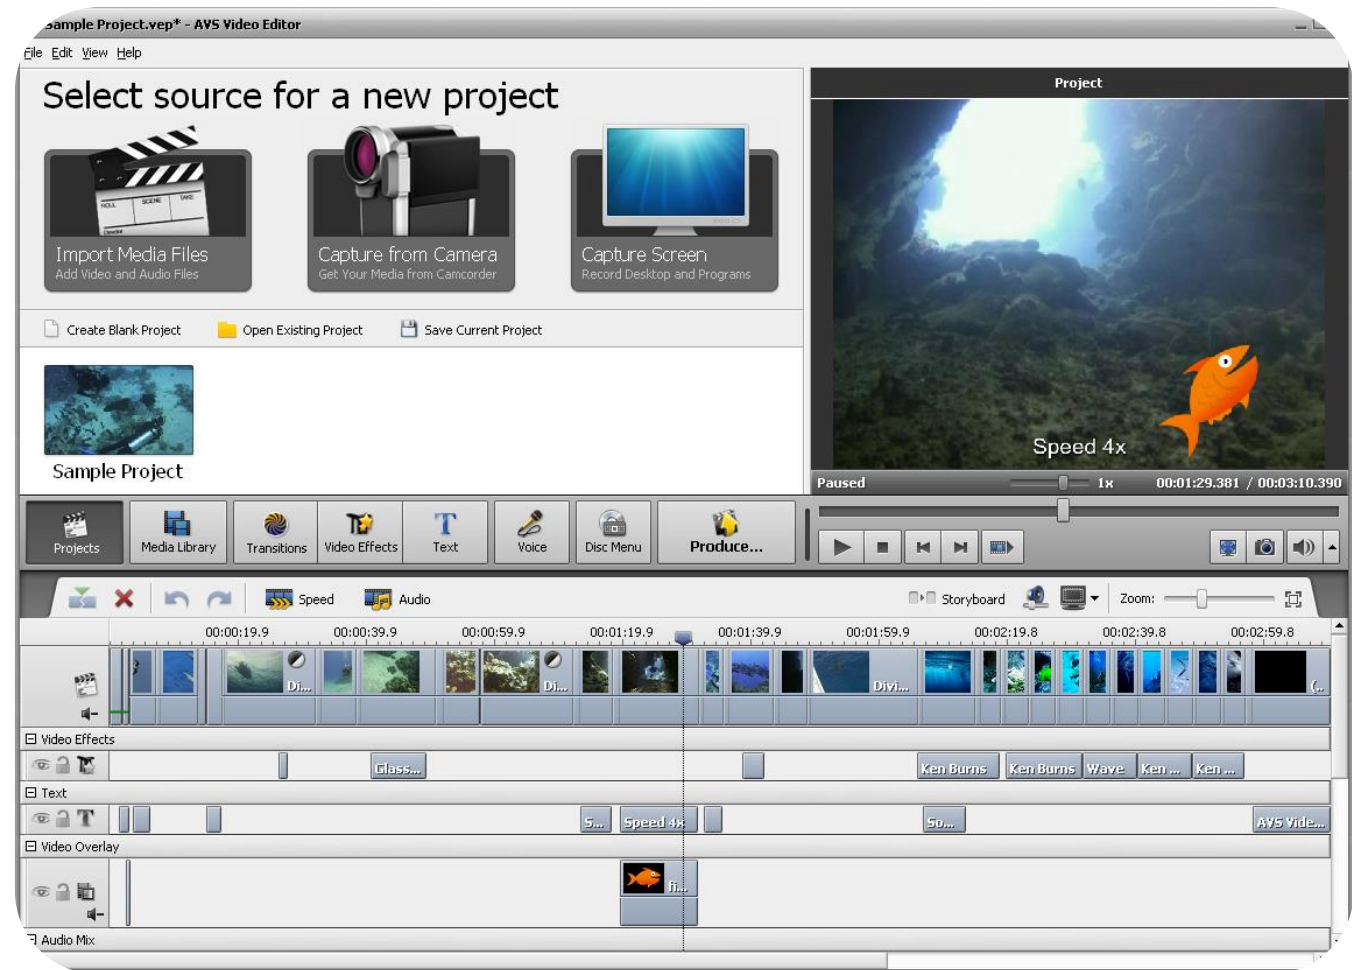 Sample Project.vep* - AVS Video Editor
File Edit View Help
Select source for a new project
Import Media Files
Add Video and Audio Files
Capture from Camera
Get Your Media from Camcorder
Capture Screen
Record Desktop and Programs
Create Blank Project
Open Existing Project
Save Current Project
Sample Project
Project
Speed 4x
Paused
1x
00:01:29.381 / 00:03:10.390
Projects
Media Library
Transitions
Video Effects
Text
Voice
Disc Menu
Produce...
Speed
Audio
Storyboard
Zoom:
00:00:19.9 00:00:39.9 00:00:59.9 00:01:19.9 00:01:39.9 00:01:59.9 00:02:19.8 00:02:39.8 00:02:59.8
Di... Di... Divi... (..
Video Effects
Glass... Ken Burns Ken Burns Wave Ken ... Ken ...
Text
S... Speed 4x So... AVS Vide...
Video Overlay
fi...
Audio Mix